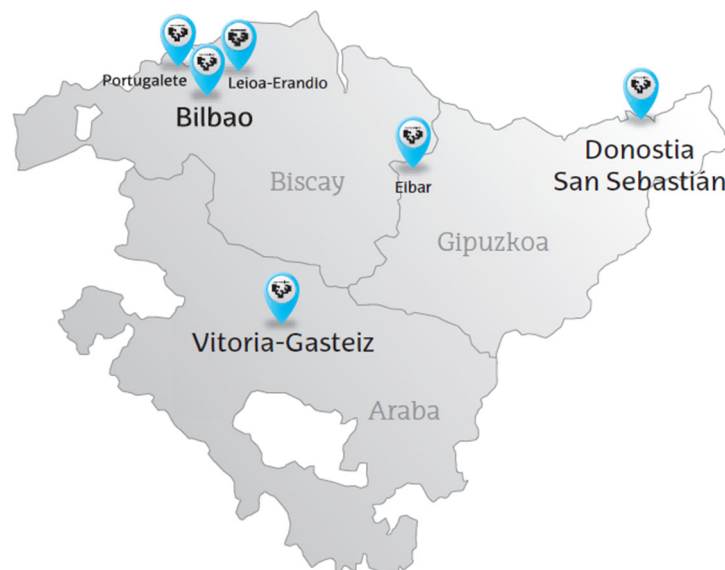 Portugalete
Leioa-Erandio
Bilbao
Donostia
San Sebastián
Biscay
Eibar
Gipuzkoa
Vitoria-Gasteiz
Araba